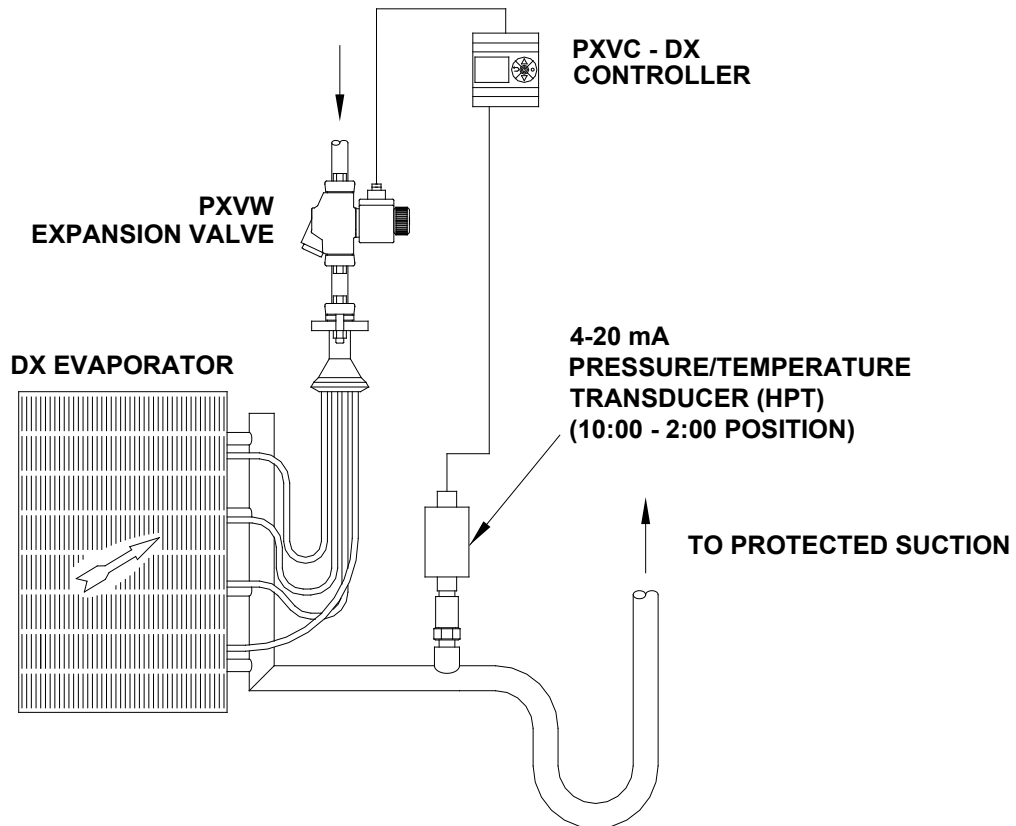 PXVC - DX
CONTROLLER
PXVW
EXPANSION VALVE
DX EVAPORATOR
4-20 mA
PRESSURE/TEMPERATURE
TRANSDUCER (HPT)
(10:00 - 2:00 POSITION)
TO PROTECTED SUCTION